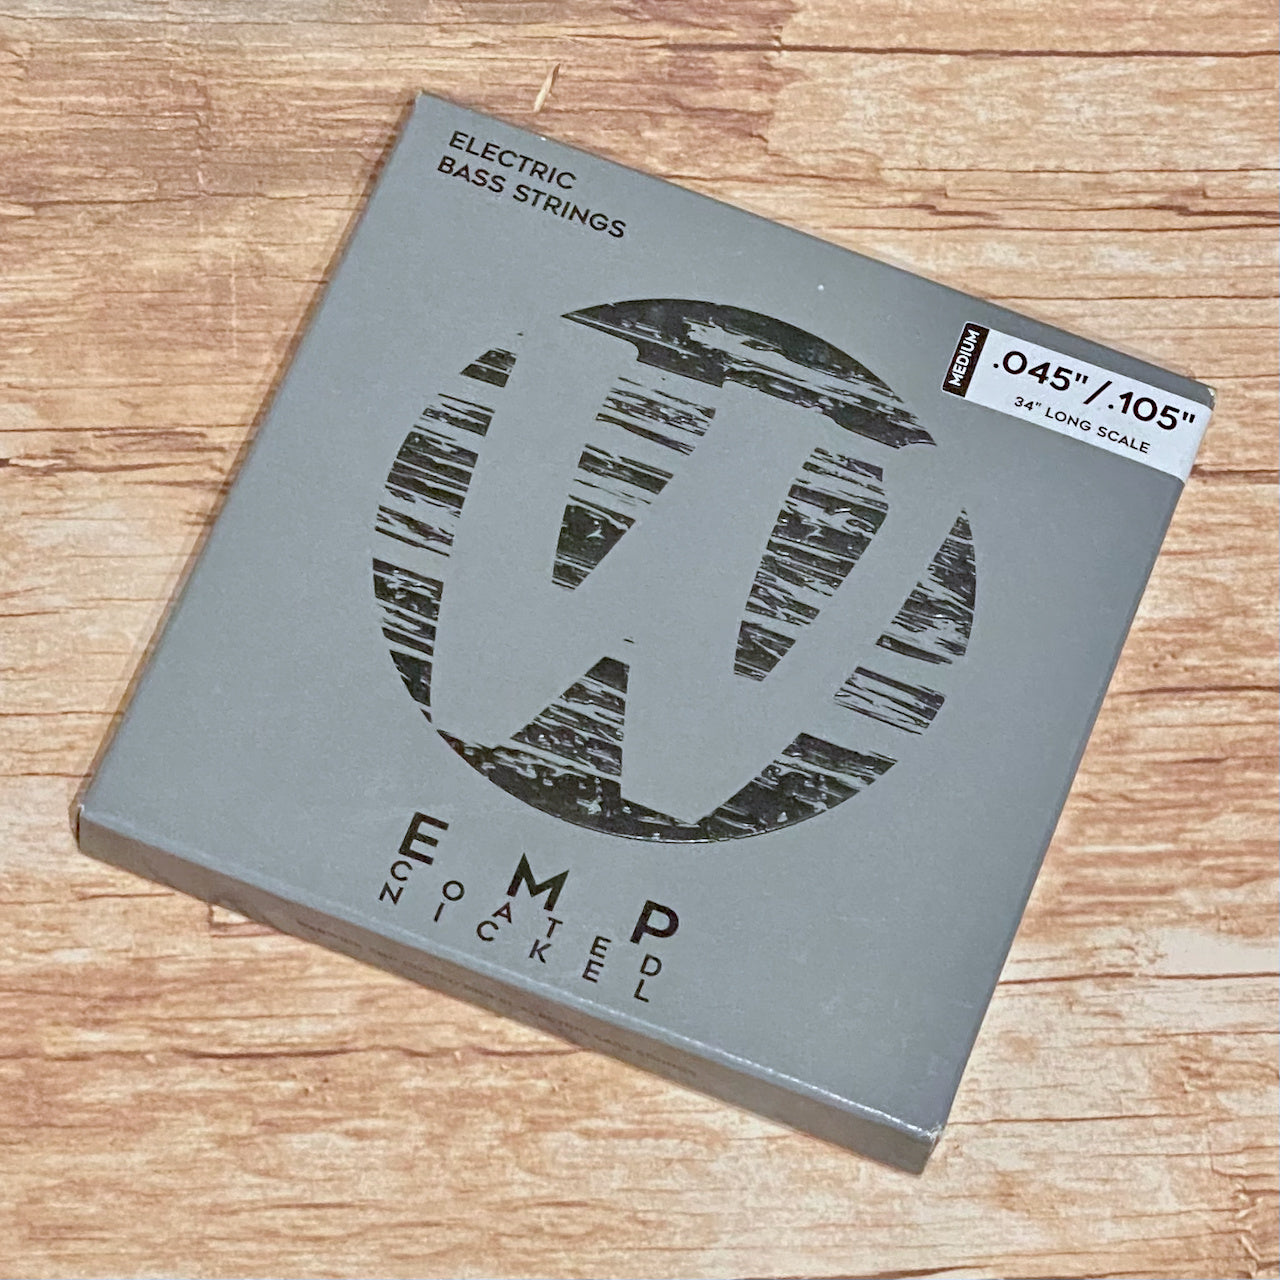 ELECTRIC
BASS STRINGS
MEDIUM
.045"/.105"
34" LONG SCALE
W
EMP
COATED
NICKEL